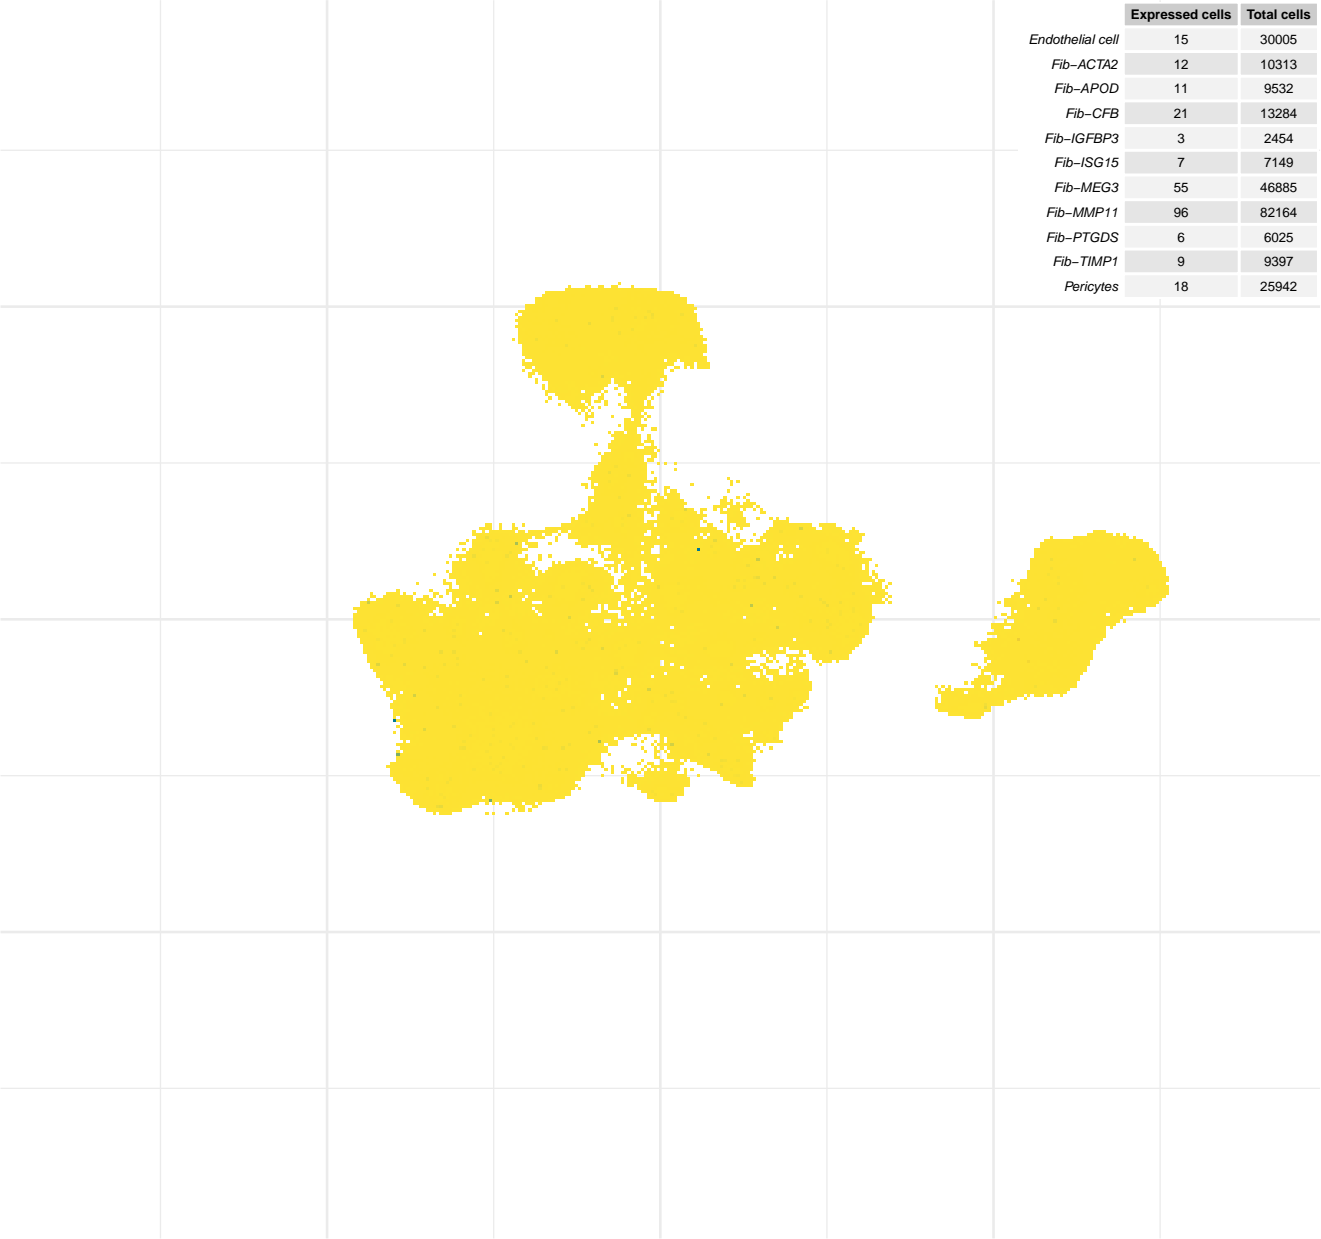 Expressed cells Total cells
Endothelial cell 15 30005
Fib−ACTA2 12 10313
Fib−APOD 11 9532
Fib−CFB 21 13284
Fib−IGFBP3 3 2454
Fib−ISG15 7 7149
Fib−MEG3 55 46885
Fib−MMP11 96 82164
Fib−PTGDS 6 6025
Fib−TIMP1 9 9397
Pericytes 18 25942